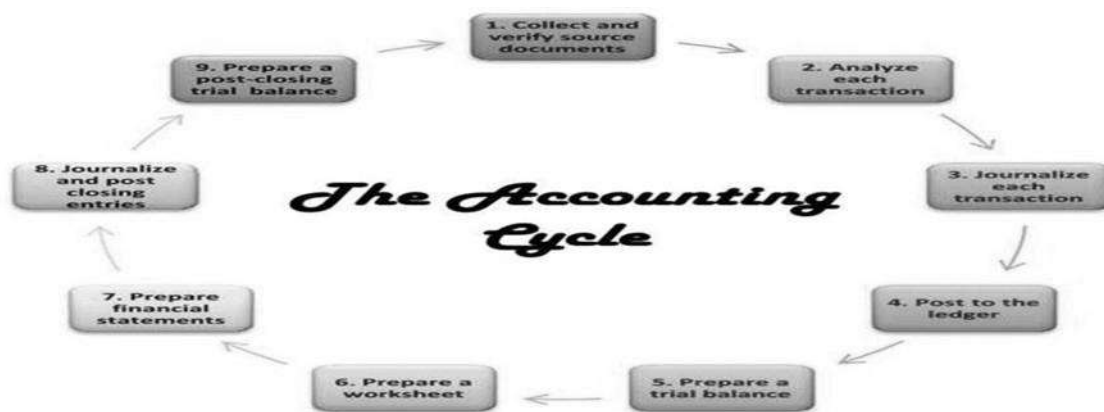 1. Collect and
verify source
documents
2. Analyze
each
transaction
3. Journalize
each
transaction
4. Post to the
ledger
5. Prepare a
trial balance
6. Prepare a
worksheet
7. Prepare
financial
statements
8. Journalize
and post
closing
entries
9. Prepare a
post-closing
trial balance
The Accounting
Cycle